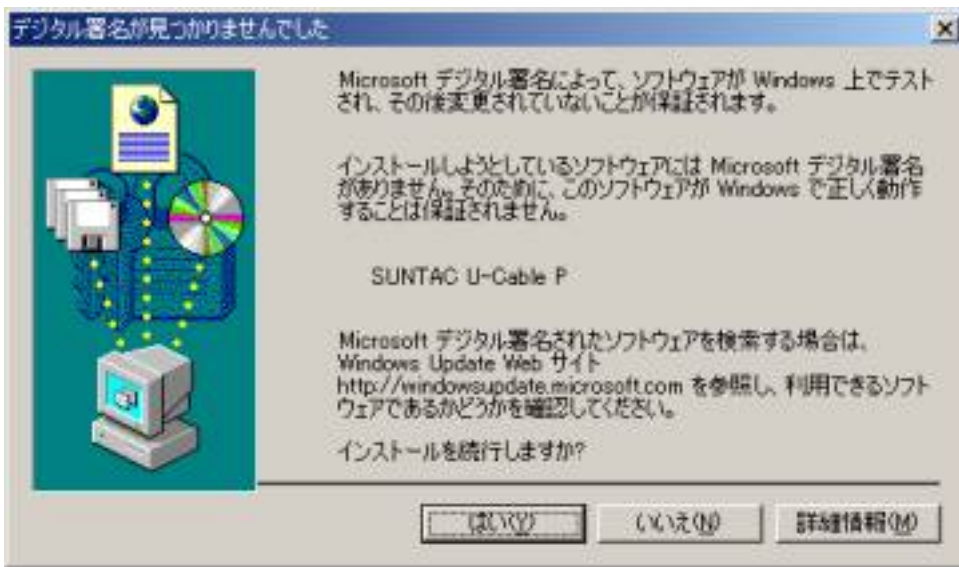 デジタル署名が見つかりませんでした
Microsoft デジタル署名によって、ソフトウェアが Windows 上でテスト
され、その後変更されていないことが保証されます。
インストールしようとしているソフトウェアには Microsoft デジタル署名
がありません。そのために、このソフトウェアが Windows で正しく動作
することは保証されません。
SUNTAC U-Cable P
Microsoft デジタル署名されたソフトウェアを検索する場合は、
Windows Update Web サイト
http://windowsupdate.microsoft.com を参照し、利用できるソフト
ウェアであるかどうかを確認してください。
インストールを続行しますか?
はい(Y) いいえ(N) 詳細情報(M)